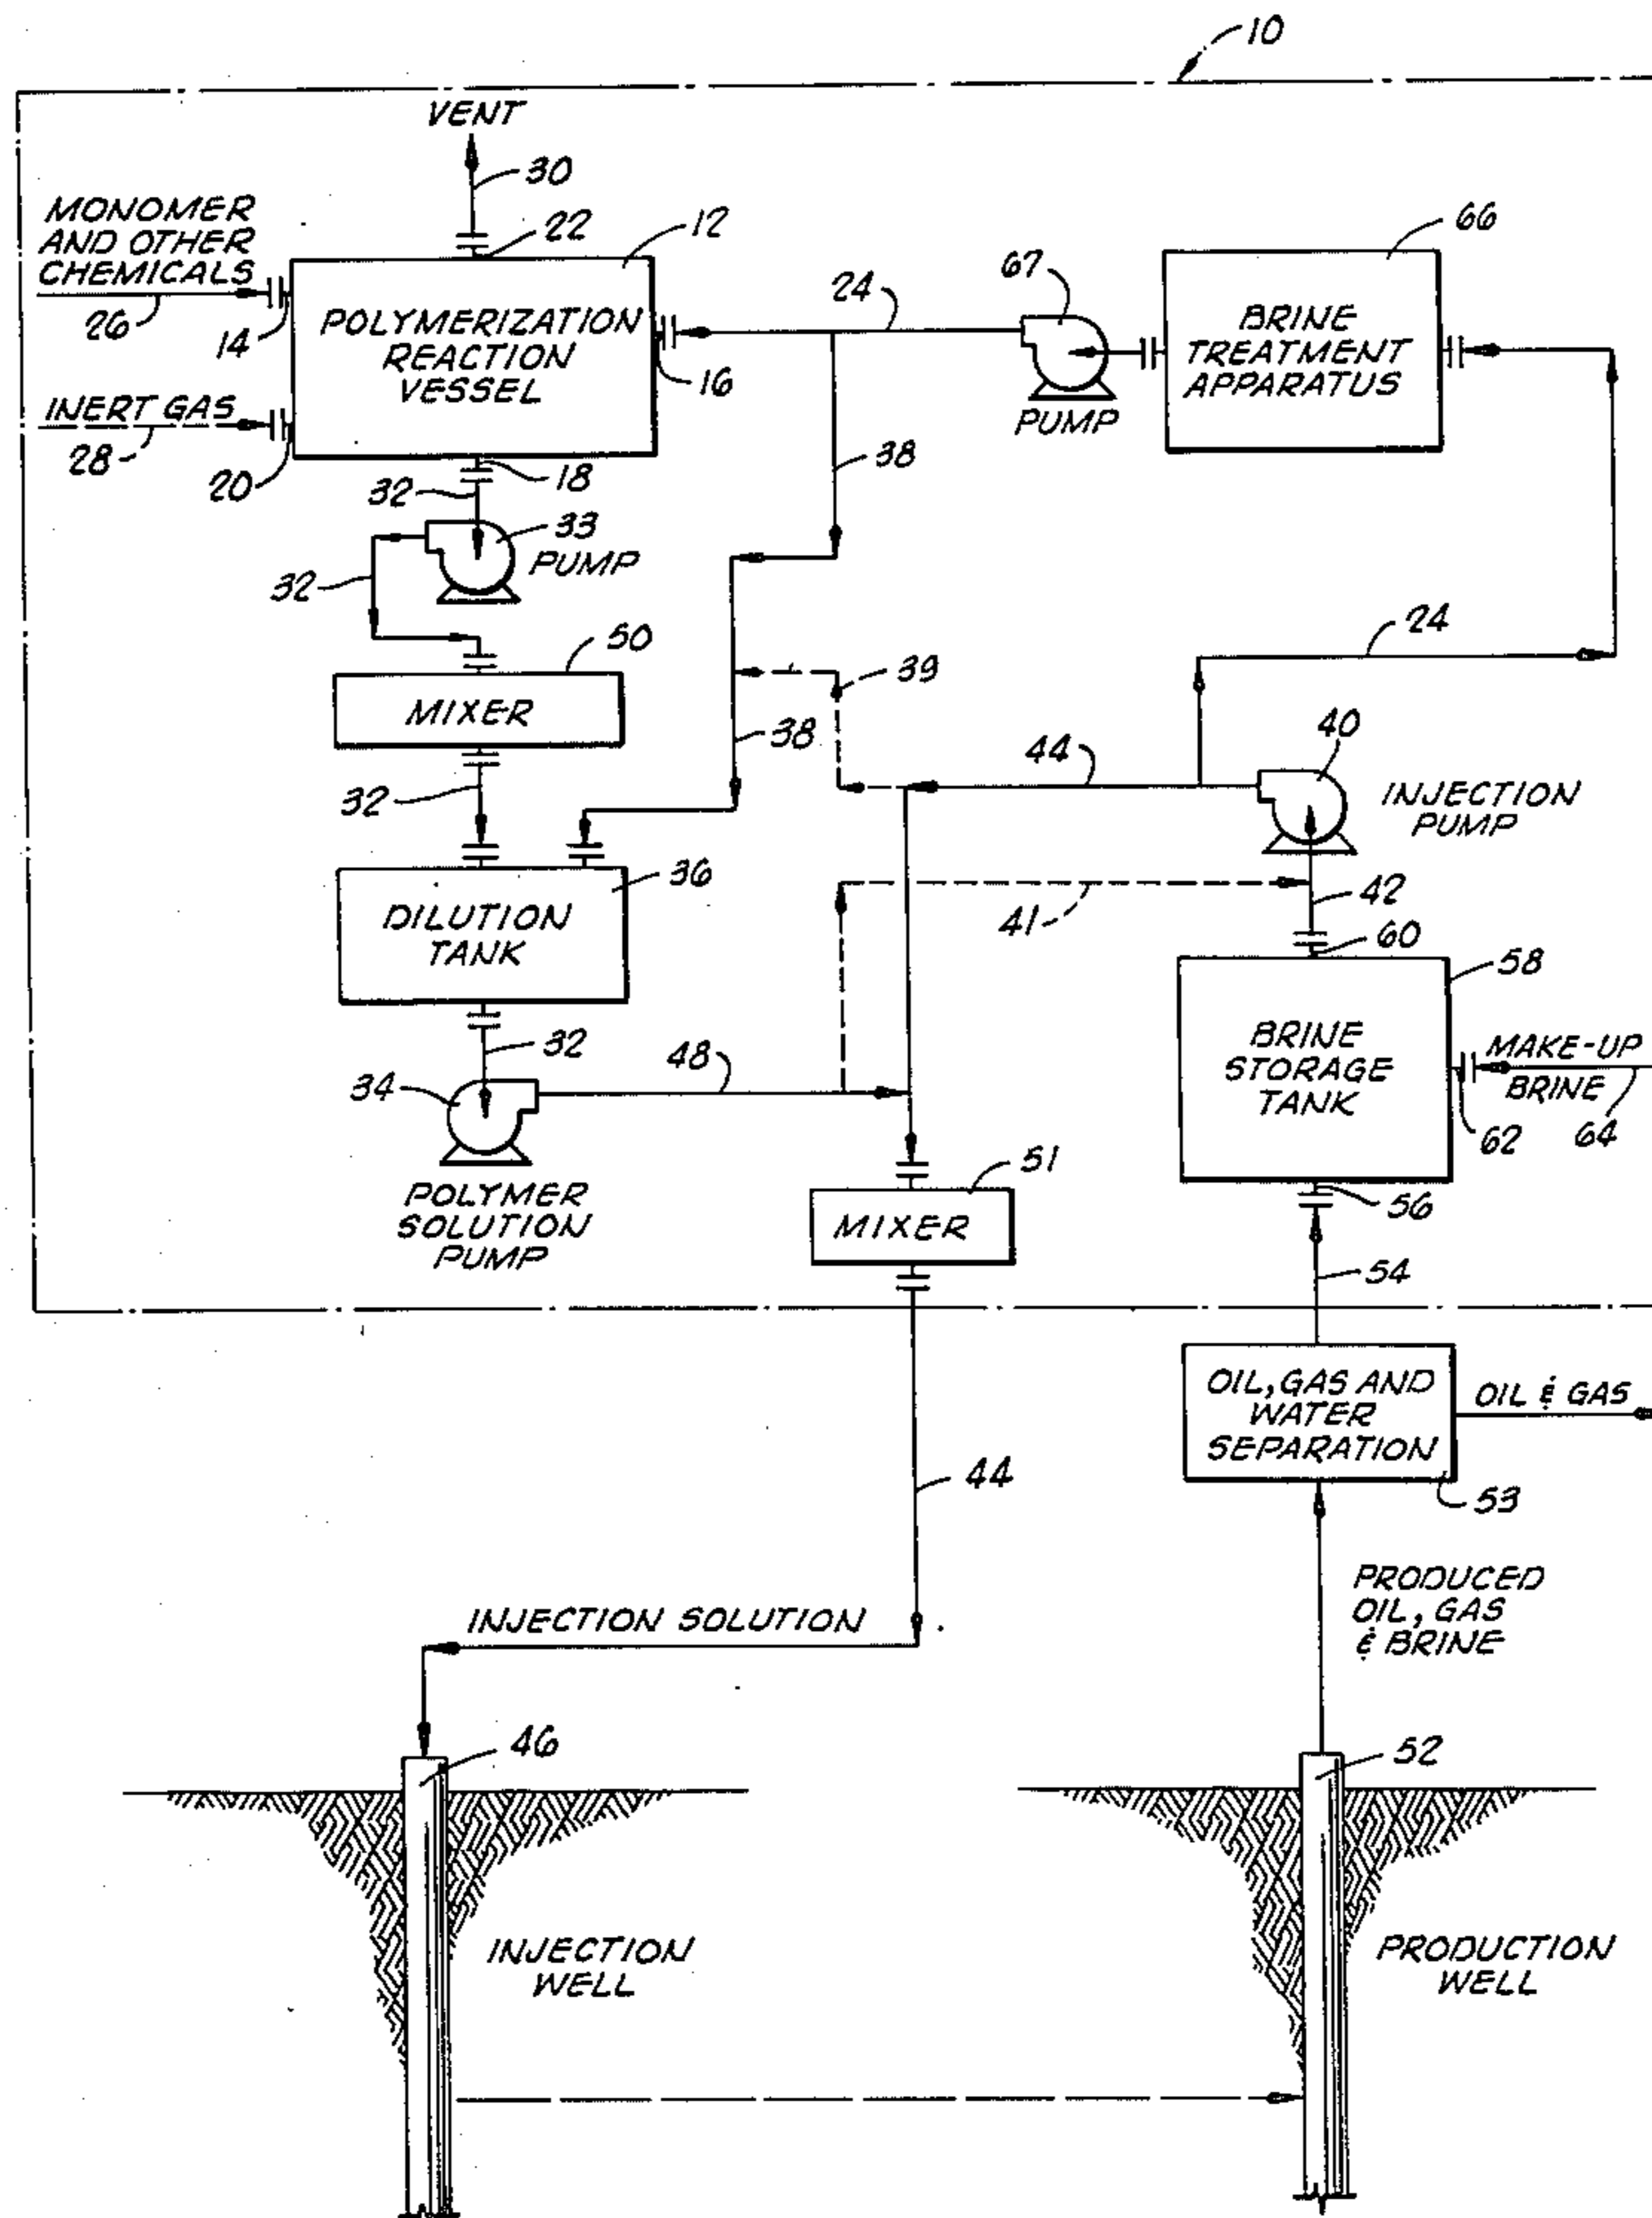 10
VENT
30
MONOMER
AND OTHER
CHEMICALS
26
14
22
12
POLYMERIZATION
REACTION
VESSEL
16
24
67
PUMP
66
BRINE
TREATMENT
APPARATUS
INERT GAS
28
20
18
32
33
PUMP
32
38
50
MIXER
39
24
32
38
44
40
INJECTION
PUMP
36
DILUTION
TANK
41
42
60
58
BRINE
STORAGE
TANK
MAKE-UP
BRINE
62
64
32
34
48
POLYMER
SOLUTION
PUMP
51
MIXER
56
54
OIL, GAS AND
WATER
SEPARATION
OIL & GAS
53
44
PRODUCED
OIL, GAS
& BRINE
INJECTION SOLUTION
46
52
INJECTION
WELL
PRODUCTION
WELL